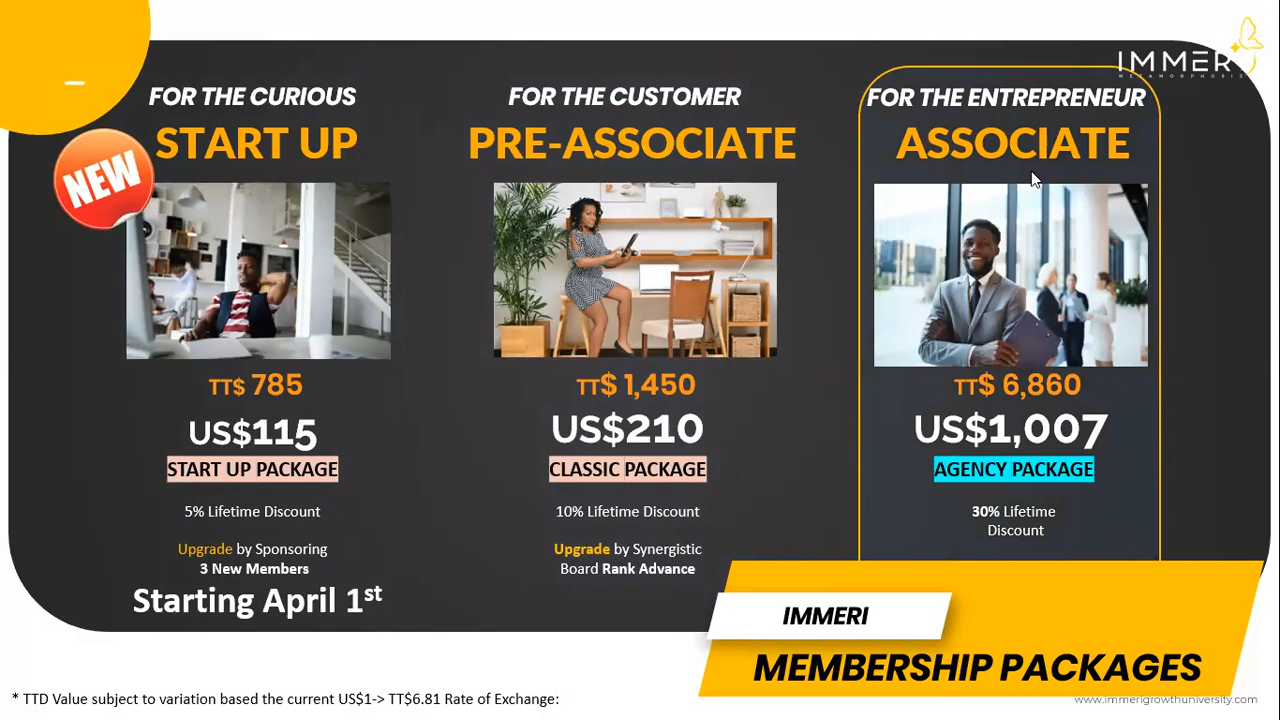 IMMERI
METAMORPHOSIS
FOR THE CURIOUS
START UP
NEW
TT$ 785
US$115
START UP PACKAGE
5% Lifetime Discount
Upgrade by Sponsoring
3 New Members
Starting April 1st
FOR THE CUSTOMER
PRE-ASSOCIATE
TT$ 1,450
US$210
CLASSIC PACKAGE
10% Lifetime Discount
Upgrade by Synergistic
Board Rank Advance
FOR THE ENTREPRENEUR
ASSOCIATE
TT$ 6,860
US$1,007
AGENCY PACKAGE
30% Lifetime
Discount
IMMERI
MEMBERSHIP PACKAGES
* TTD Value subject to variation based the current US$1-> TT$6.81 Rate of Exchange:
www.immerigrowthuniversity.com